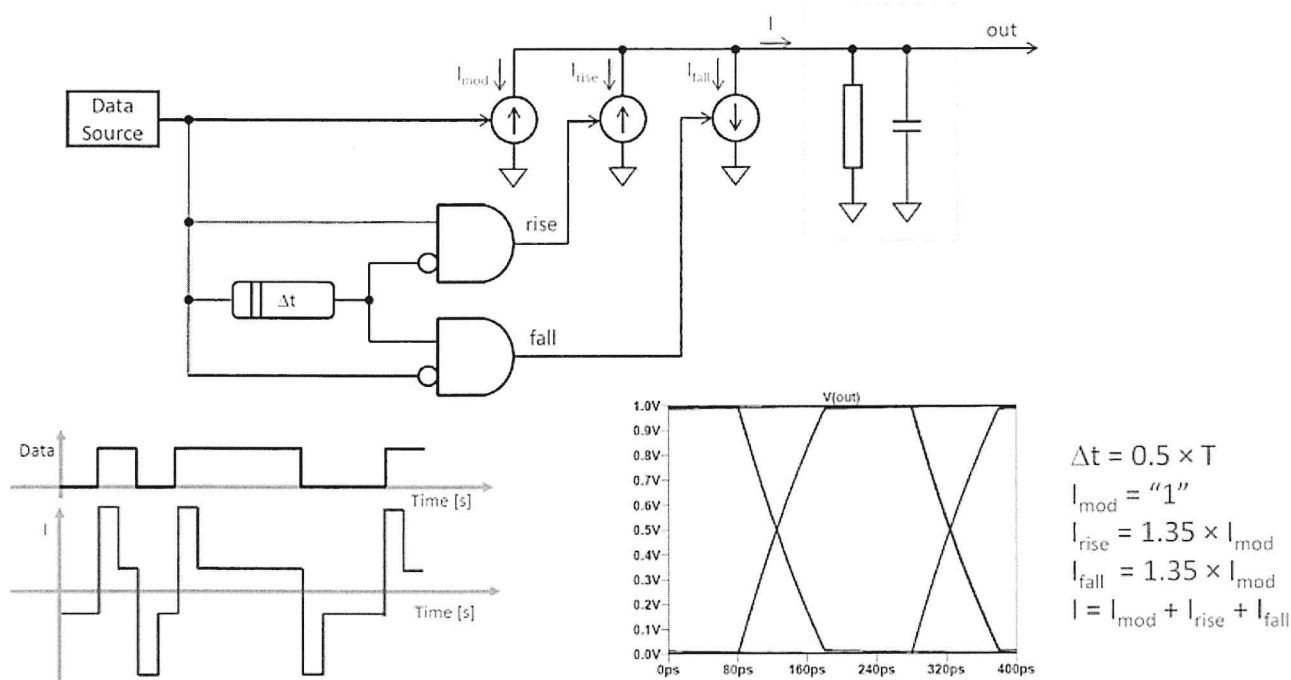 I
out
I_mod
I_rise
I_fall
Data
Source
rise
Δt
fall
Data
Time [s]
I
Time [s]
V(out)
1.0V
0.9V
0.8V
0.7V
0.6V
0.5V
0.4V
0.3V
0.2V
0.1V
0.0V
0ps
80ps
160ps
240ps
320ps
400ps
Δt = 0.5 × T
I_mod = “1”
I_rise = 1.35 × I_mod
I_fall = 1.35 × I_mod
I = I_mod + I_rise + I_fall